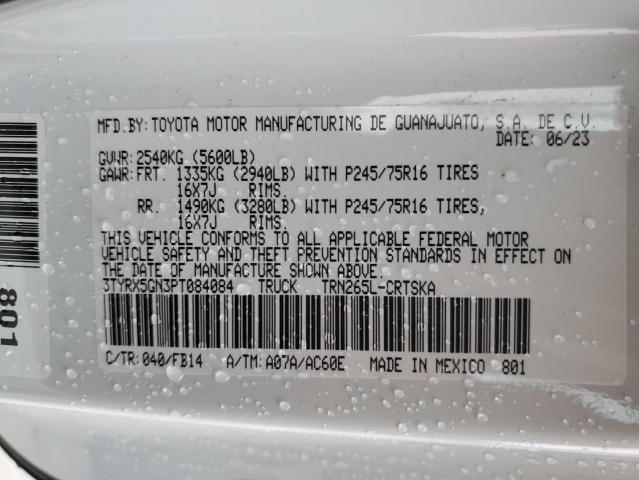 MFD.BY: TOYOTA MOTOR MANUFACTURING DE GUANAJUATO, S.A. DE C.V.
DATE: 06/23
GVWR: 2540KG (5600LB)
GAWR: FRT. 1335KG (2940LB) WITH P245/75R16 TIRES
16X7J RIMS.
RR. 1490KG (3280LB) WITH P245/75R16 TIRES,
16X7J RIMS.
THIS VEHICLE CONFORMS TO ALL APPLICABLE FEDERAL MOTOR
VEHICLE SAFETY AND THEFT PREVENTION STANDARDS IN EFFECT ON
THE DATE OF MANUFACTURE SHOWN ABOVE.
3TYRX5GN3PT084084 TRUCK TRN265L-CRTSKA
C/TR: 040/FB14 A/TM: A07A/AC60E MADE IN MEXICO 801
801